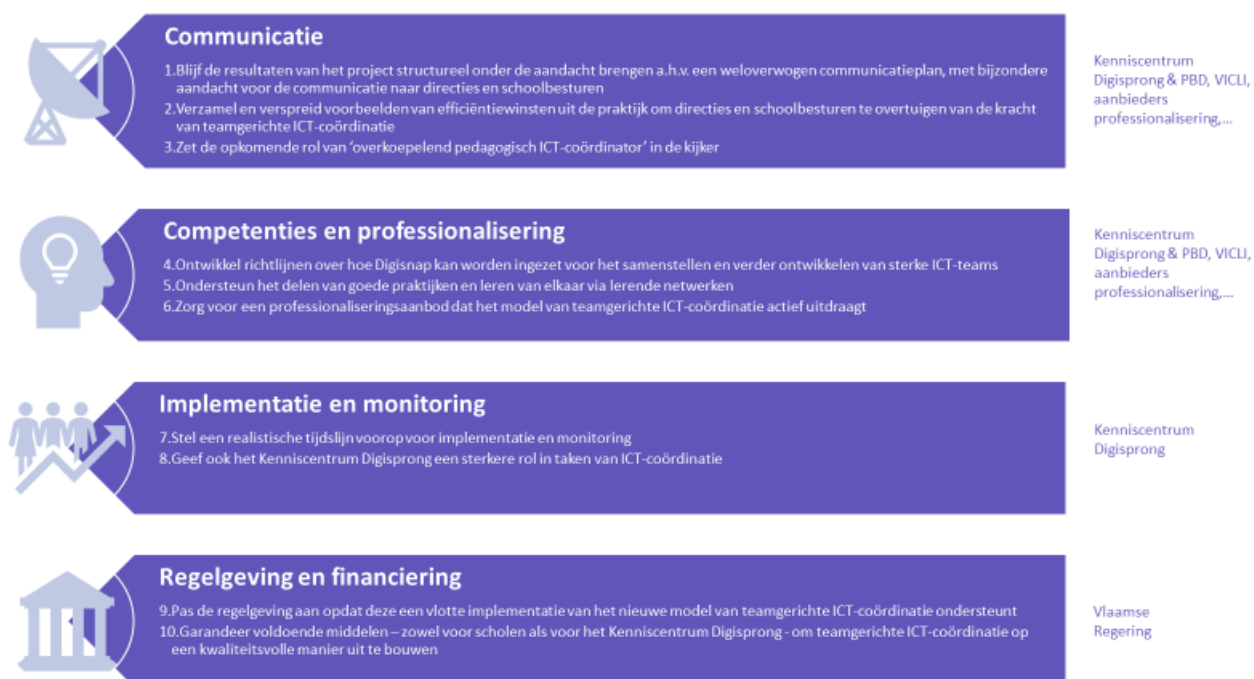 Communicatie
1.Blijf de resultaten van het project structureel onder de aandacht brengen a.h.v. een weloverwogen communicatieplan, met bijzondere
aandacht voor de communicatie naar directies en schoolbesturen
2.Verzamel en verspreid voorbeelden van efficiëntiewinsten uit de praktijk om directies en schoolbesturen te overtuigen van de kracht
van teamgerichte ICT-coördinatie
3.Zet de opkomende rol van ‘overkoepelend pedagogisch ICT-coördinator’ in de kijker
Kenniscentrum
Digisprong & PBD, VICLI,
aanbieders
professionalisering,...
Competenties en professionalisering
4.Ontwikkel richtlijnen over hoe Digisnap kan worden ingezet voor het samenstellen en verder ontwikkelen van sterke ICT-teams
5.Ondersteun het delen van goede praktijken en leren van elkaar via lerende netwerken
6.Zorg voor een professionaliseringsaanbod dat het model van teamgerichte ICT-coördinatie actief uitdraagt
Kenniscentrum
Digisprong & PBD, VICLI,
aanbieders
professionalisering,...
Implementatie en monitoring
7.Stel een realistische tijdslijn voorop voor implementatie en monitoring
8.Geef ook het Kenniscentrum Digisprong een sterkere rol in taken van ICT-coördinatie
Kenniscentrum
Digisprong
Regelgeving en financiering
9.Pas de regelgeving aan opdat deze een vlotte implementatie van het nieuwe model van teamgerichte ICT-coördinatie ondersteunt
10.Garandeer voldoende middelen – zowel voor scholen als voor het Kenniscentrum Digisprong - om teamgerichte ICT-coördinatie op
een kwaliteitsvolle manier uit te bouwen
Vlaamse
Regering